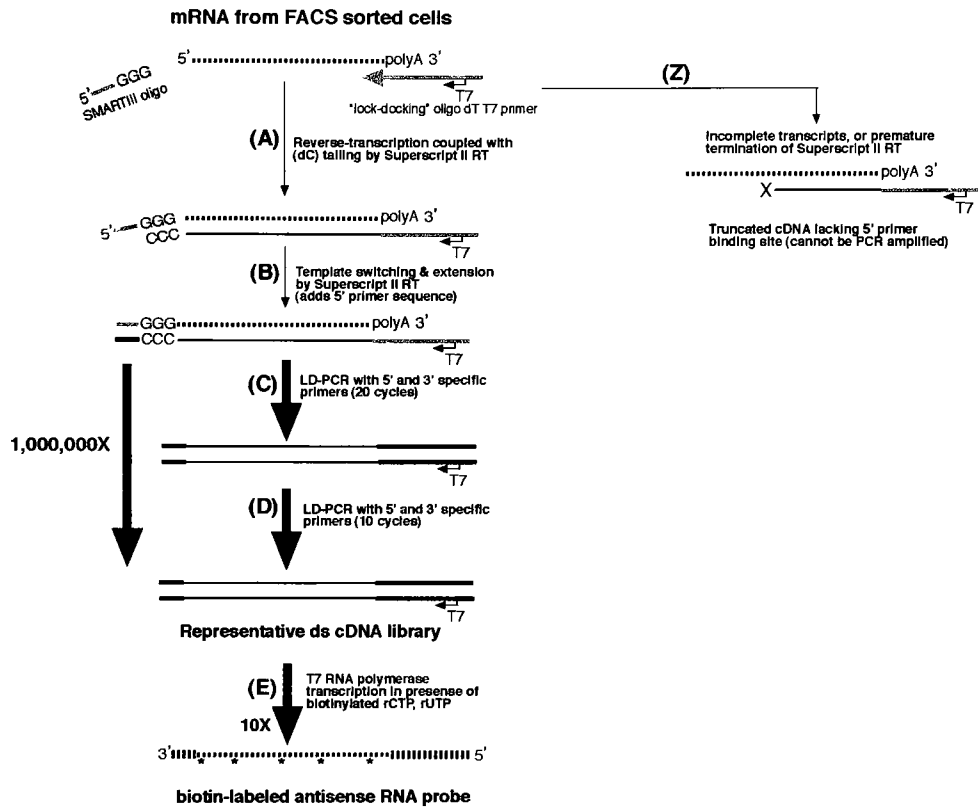 mRNA from FACS sorted cells
5' polyA 3'
5' GGG
SMARTIII oligo
T7
"lock-docking" oligo dT T7 primer
(Z)
(A)
Reverse-transcription coupled with
(dC) tailing by Superscript II RT
Incomplete transcripts, or premature
termination of Superscript II RT
polyA 3'
X
T7
Truncated cDNA lacking 5' primer
binding site (cannot be PCR amplified)
5' GGG polyA 3'
CCC
T7
(B)
Template switching & extension
by Superscript II RT
(adds 5' primer sequence)
GGG polyA 3'
CCC
T7
(C)
LD-PCR with 5' and 3' specific
primers (20 cycles)
1,000,000X
T7
(D)
LD-PCR with 5' and 3' specific
primers (10 cycles)
T7
Representative ds cDNA library
(E)
T7 RNA polymerase
transcription in presence of
biotinylated rCTP, rUTP
10X
3' 5'
* * * * *
biotin-labeled antisense RNA probe